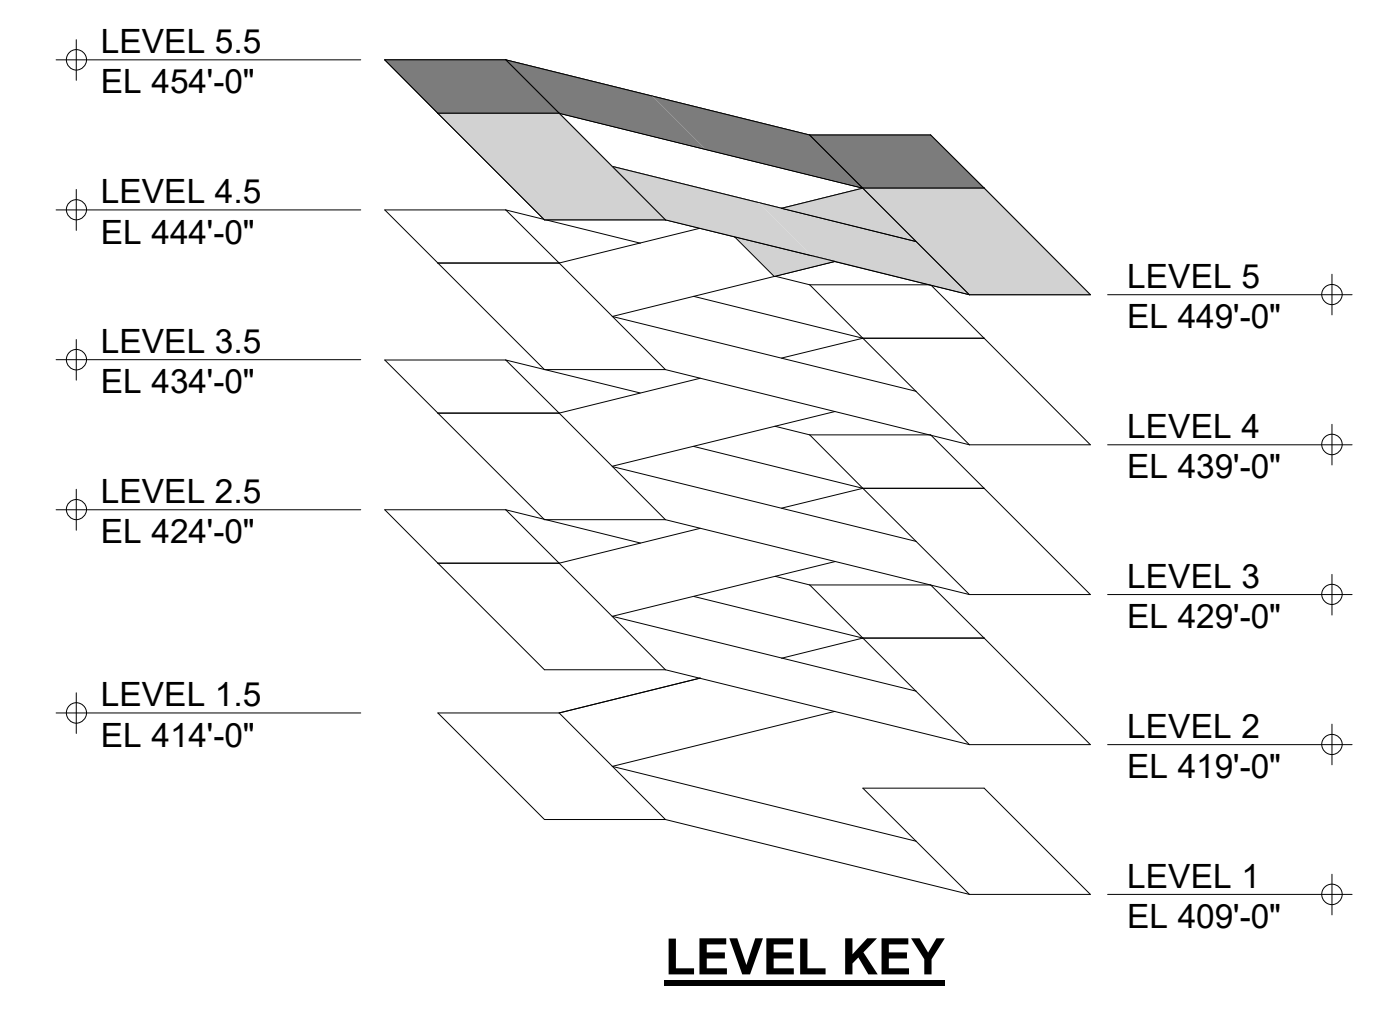 LEVEL 5.5
EL 454'-0"
LEVEL 4.5
EL 444'-0"
LEVEL 5
EL 449'-0"
LEVEL 3.5
EL 434'-0"
LEVEL 4
EL 439'-0"
LEVEL 2.5
EL 424'-0"
LEVEL 3
EL 429'-0"
LEVEL 1.5
EL 414'-0"
LEVEL 2
EL 419'-0"
LEVEL 1
EL 409'-0"
LEVEL KEY